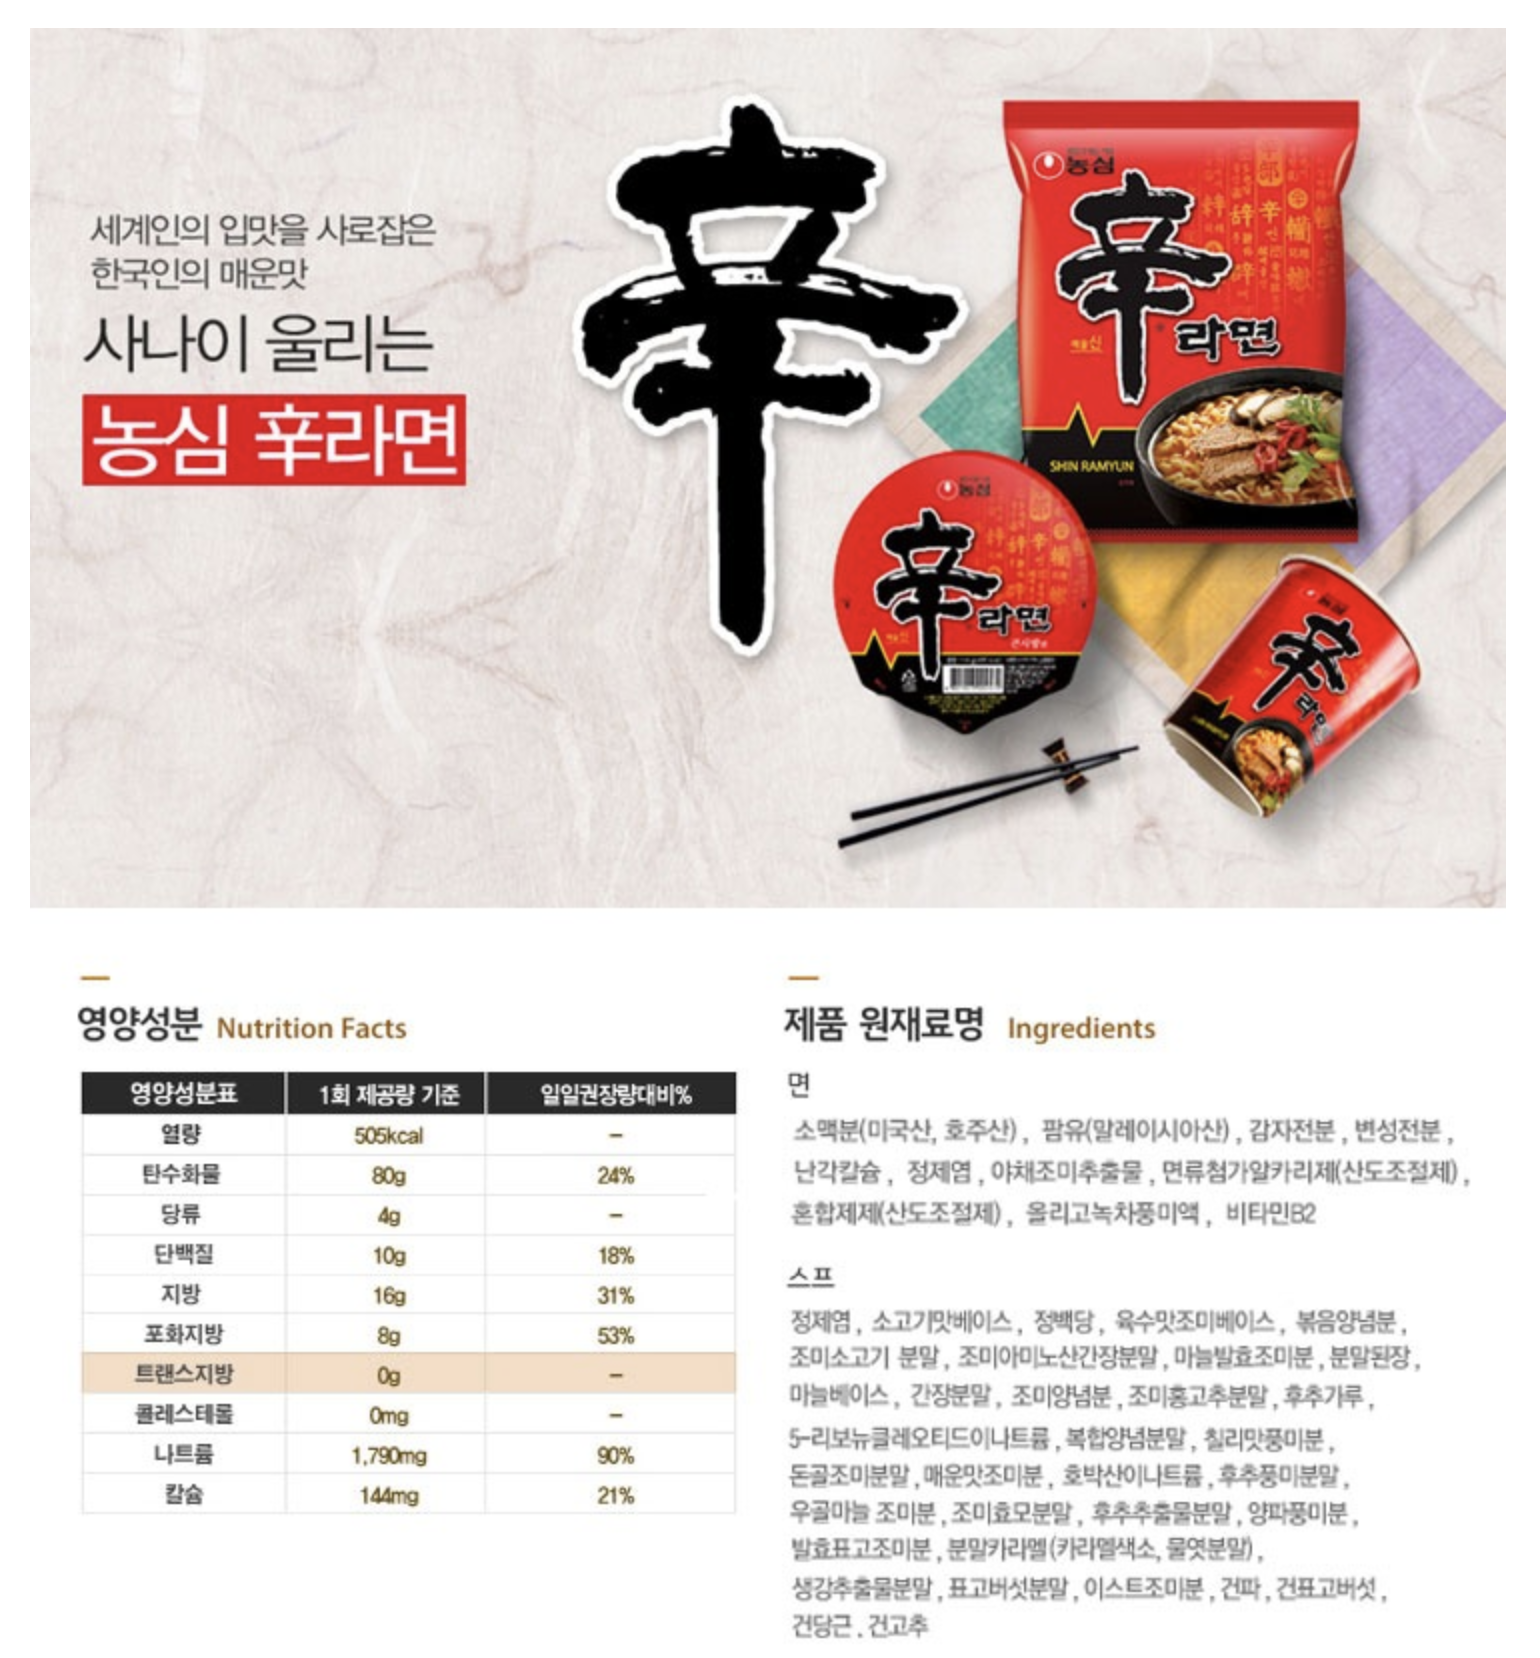 세계인의 입맛을 사로잡은
한국인의 매운맛
사나이 울리는
농심 辛라면
辛
농심
辛
라면
매울신
SHIN RAMYUN
농심
辛
라면
큰사발면
농심
辛
라면
영양성분 Nutrition Facts
영양성분표 1회 제공량 기준 일일권장량대비%
열량 505kcal –
탄수화물 80g 24%
당류 4g –
단백질 10g 18%
지방 16g 31%
포화지방 8g 53%
트랜스지방 0g –
콜레스테롤 0mg –
나트륨 1,790mg 90%
칼슘 144mg 21%
제품 원재료명 Ingredients
면
소맥분(미국산, 호주산) , 팜유(말레이시아산) , 감자전분 , 변성전분 ,
난각칼슘 , 정제염 , 야채조미추출물 , 면류첨가알카리제(산도조절제) ,
혼합제제(산도조절제) , 올리고녹차풍미액 , 비타민B2
스프
정제염 , 소고기맛베이스 , 정백당 , 육수맛조미베이스 , 볶음양념분 ,
조미소고기 분말 , 조미아미노산간장분말 , 마늘발효조미분 , 분말된장 ,
마늘베이스 , 간장분말 , 조미양념분 , 조미홍고추분말 , 후추가루 ,
5-리보뉴클레오티드이나트륨 , 복합양념분말 , 칠리맛풍미분 ,
돈골조미분말 , 매운맛조미분 , 호박산이나트륨 , 후추풍미분말 ,
우골마늘 조미분 , 조미효모분말 , 후추추출물분말 , 양파풍미분 ,
발효표고조미분 , 분말카라멜(카라멜색소, 물엿분말) ,
생강추출물분말 , 표고버섯분말 , 이스트조미분 , 건파 , 건표고버섯 ,
건당근 . 건고추